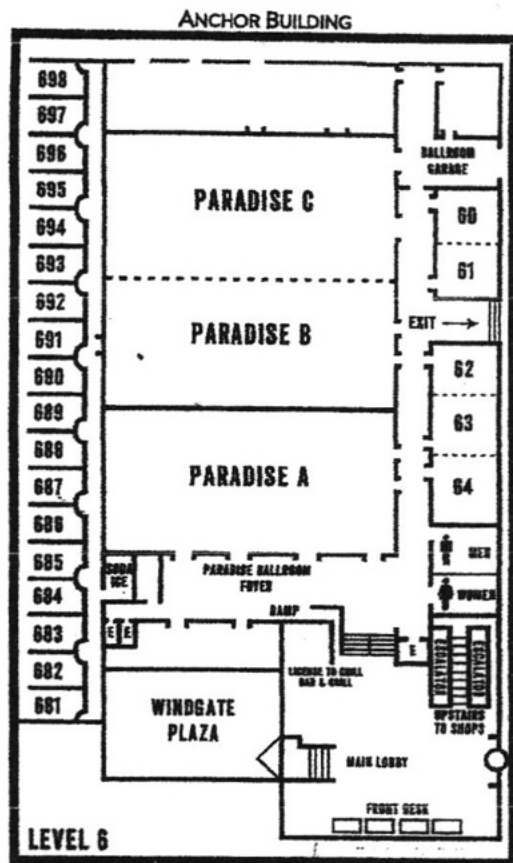 ANCHOR BUILDING
698
697
696
695
694
693
692
691
690
689
688
687
686
685
684
683
682
681
PARADISE C
PARADISE B
PARADISE A
BALLROOM
GARAGE
60
61
EXIT →
62
63
64
MEN
WOMEN
SODA
ICE
PARADISE BALLROOM
FOYER
RAMP
E E
E
LICENSE TO CHILL
BAR & GRILL
ESCALATOR
ESCALATOR
UPSTAIRS
TO SHOPS
WINDGATE
PLAZA
MAIN LOBBY
FRONT DESK
LEVEL 6